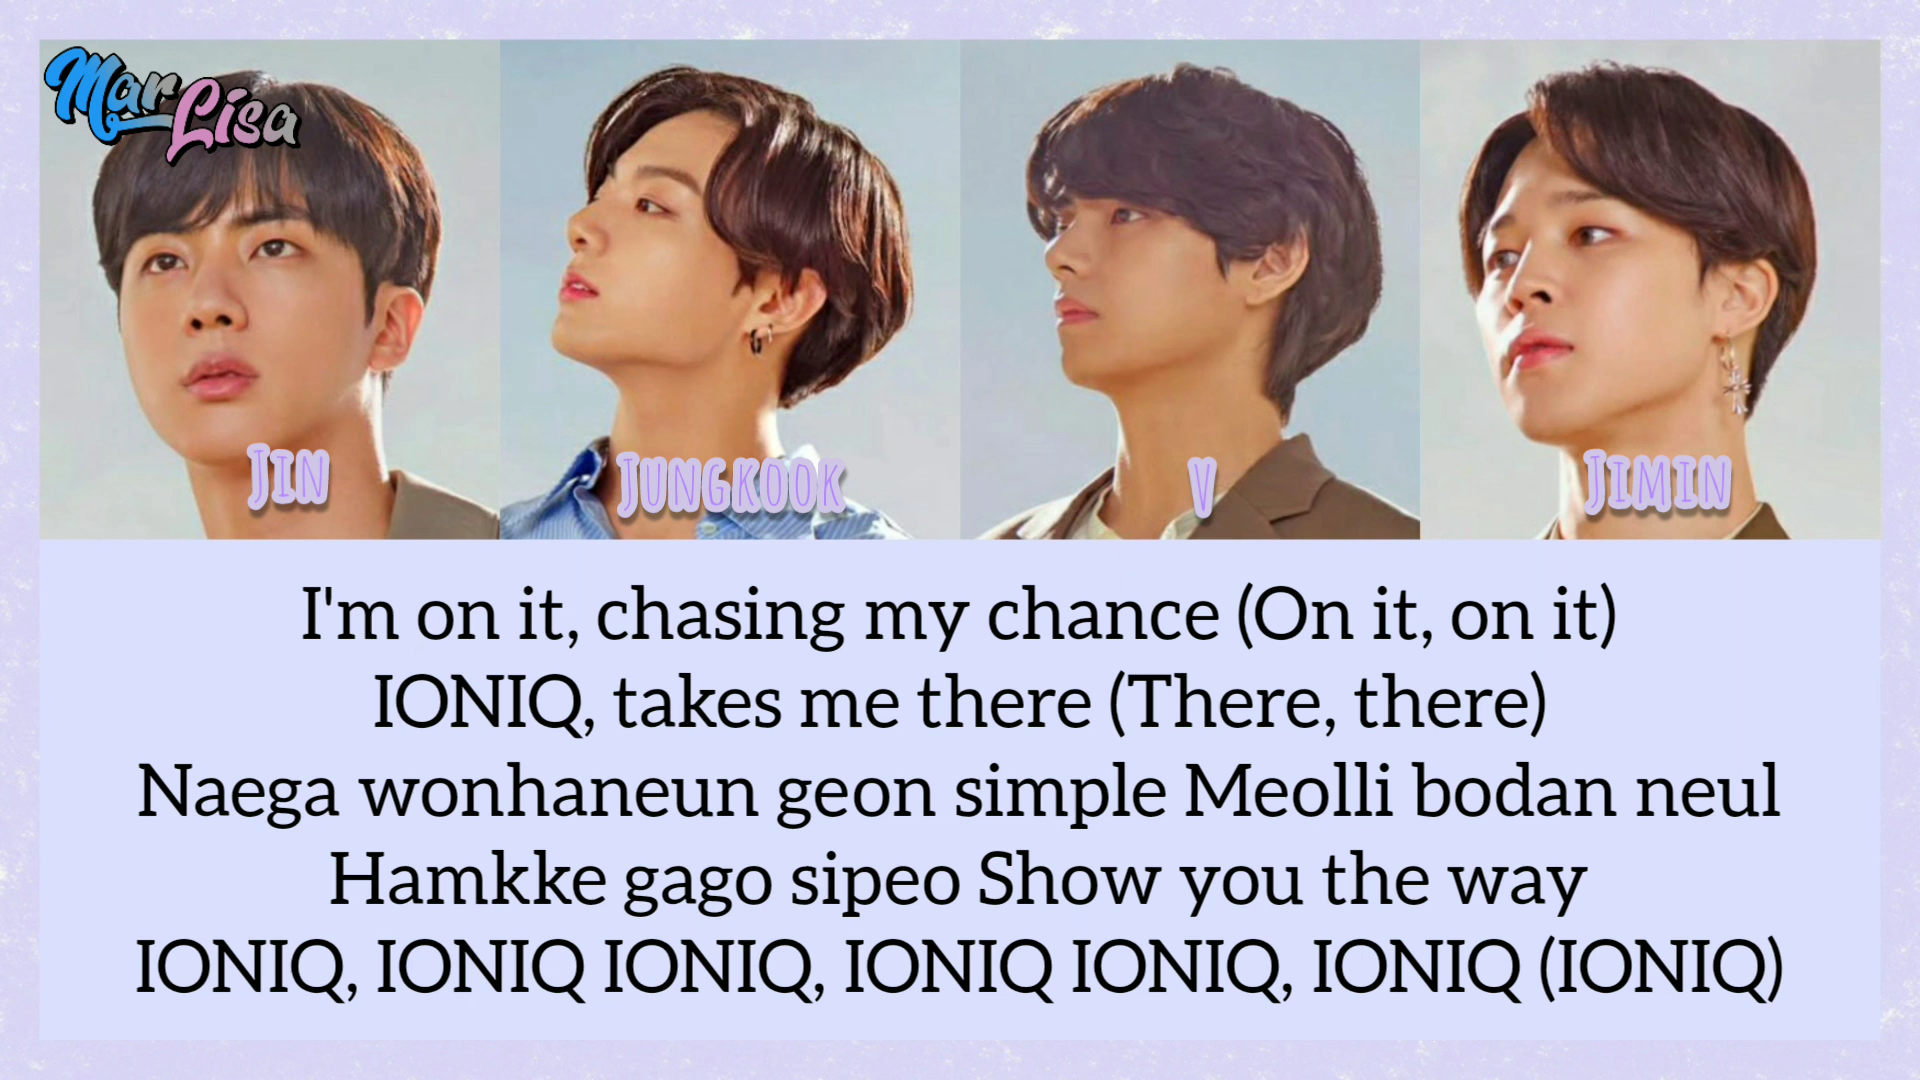 Mar Lisa
Jin Jungkook V Jimin
I'm on it, chasing my chance (On it, on it)
IONIQ, takes me there (There, there)
Naega wonhaneun geon simple Meolli bodan neul
Hamkke gago sipeo Show you the way
IONIQ, IONIQ IONIQ, IONIQ IONIQ, IONIQ (IONIQ)